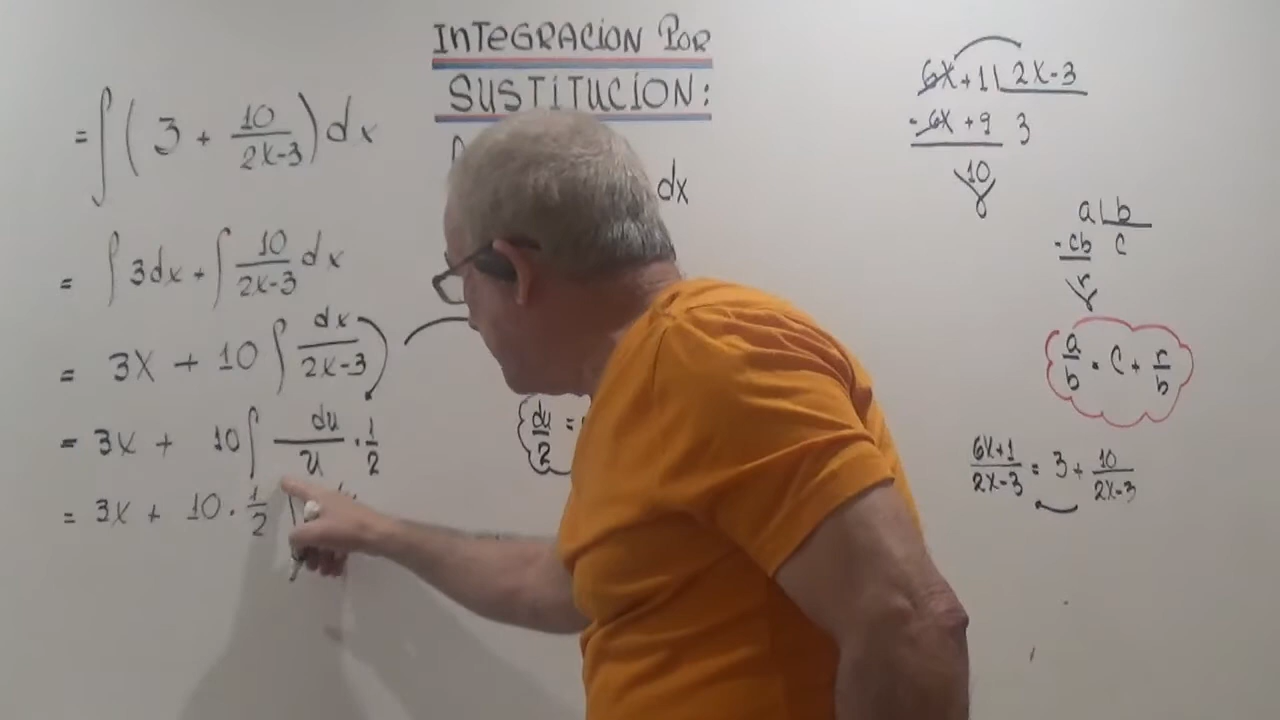 INTEGRACION POR
SUSTITUCION:
dx
= ∫ ( 3 + 10/(2x-3) ) dx
= ∫ 3dx + ∫ 10/(2x-3) dx
= 3x + 10 ∫ dx/(2x-3)
= 3x + 10 ∫ du/u · 1/2
= 3x + 10 · 1/2 ∫
du/2 =
6x + 1 | 2x-3
- 6x + 9 3
10
a | b
- cb c
r
a/b = c + r/b
(6x+1)/(2x-3) = 3 + 10/(2x-3)